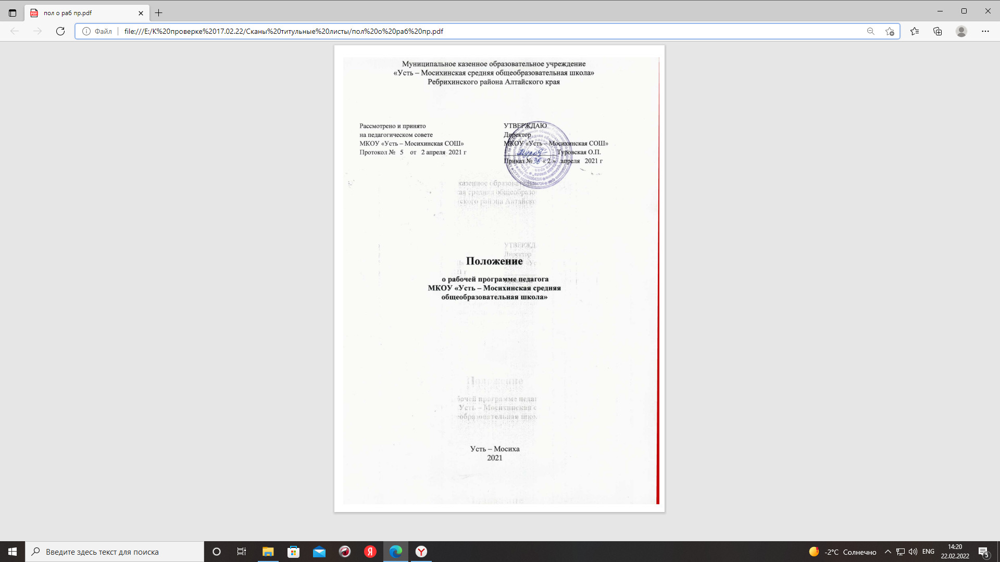 пол о раб пр.pdf
Файл
file:///E:/К%20проверке%2017.02.22/Сканы%20титульные%20листы/пол%20о%20раб%20пр.pdf
Муниципальное казенное образовательное учреждение
«Усть – Мосихинская средняя общеобразовательная школа»
Ребрихинского района Алтайского края
Рассмотрено и принято
на педагогическом совете
МКОУ «Усть – Мосихинская СОШ»
Протокол № 5 от 2 апреля 2021 г
УТВЕРЖДАЮ
Директор
МКОУ «Усть – Мосихинская СОШ»
Туровская О.П.
Приказ № 36 « 2 » апреля 2021 г
Положение
о рабочей программе педагога
МКОУ «Усть – Мосихинская средняя
общеобразовательная школа»
Усть – Мосиха
2021
Введите здесь текст для поиска
-2°C Солнечно
ENG
14:20
22.02.2022
5